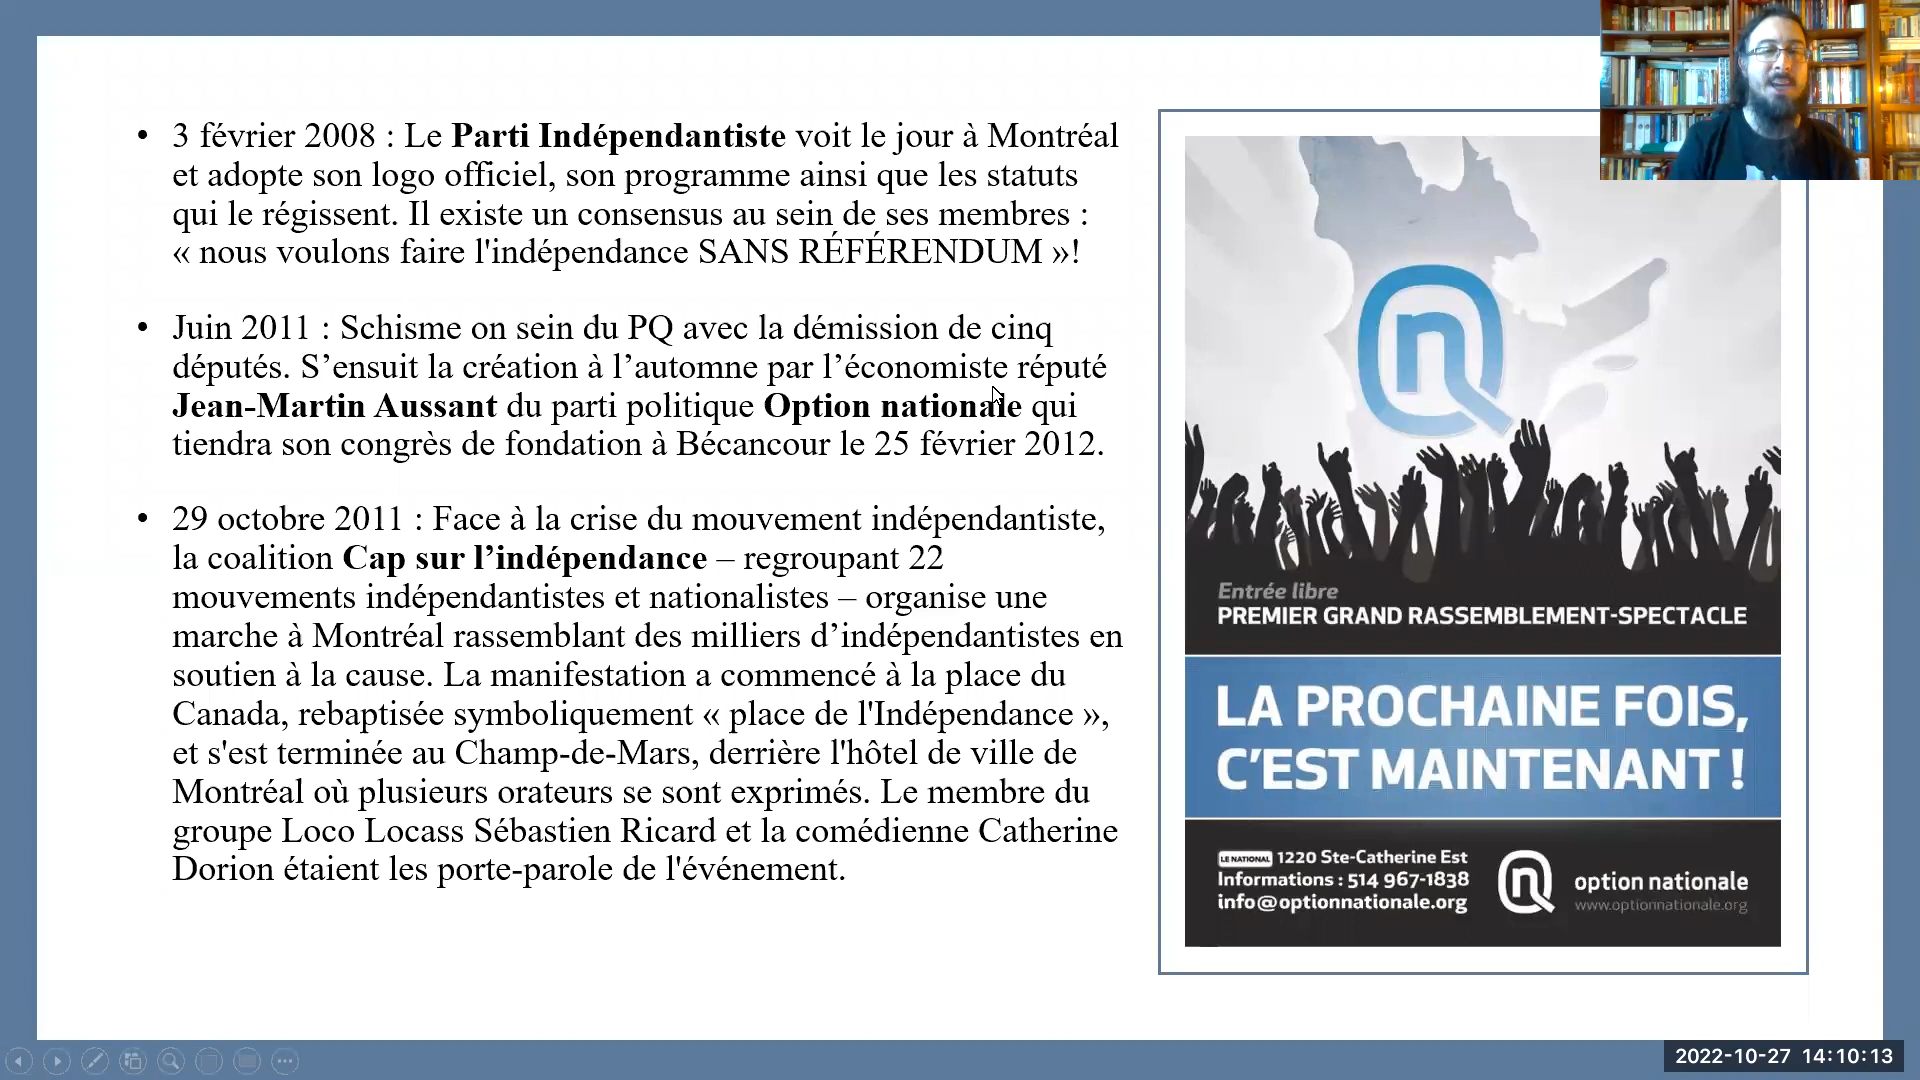 • 3 février 2008 : Le Parti Indépendantiste voit le jour à Montréal
et adopte son logo officiel, son programme ainsi que les statuts
qui le régissent. Il existe un consensus au sein de ses membres :
« nous voulons faire l'indépendance SANS RÉFÉRENDUM »!
• Juin 2011 : Schisme on sein du PQ avec la démission de cinq
députés. S’ensuit la création à l’automne par l’économiste réputé
Jean-Martin Aussant du parti politique Option nationale qui
tiendra son congrès de fondation à Bécancour le 25 février 2012.
• 29 octobre 2011 : Face à la crise du mouvement indépendantiste,
la coalition Cap sur l’indépendance – regroupant 22
mouvements indépendantistes et nationalistes – organise une
marche à Montréal rassemblant des milliers d’indépendantistes en
soutien à la cause. La manifestation a commencé à la place du
Canada, rebaptisée symboliquement « place de l'Indépendance »,
et s'est terminée au Champ-de-Mars, derrière l'hôtel de ville de
Montréal où plusieurs orateurs se sont exprimés. Le membre du
groupe Loco Locass Sébastien Ricard et la comédienne Catherine
Dorion étaient les porte-parole de l'événement.
Entrée libre
PREMIER GRAND RASSEMBLEMENT-SPECTACLE
LA PROCHAINE FOIS,
C’EST MAINTENANT !
LE NATIONAL 1220 Ste-Catherine Est
Informations : 514 967-1838
info@optionnationale.org
option nationale
www.optionnationale.org
2022-10-27 14:10:13